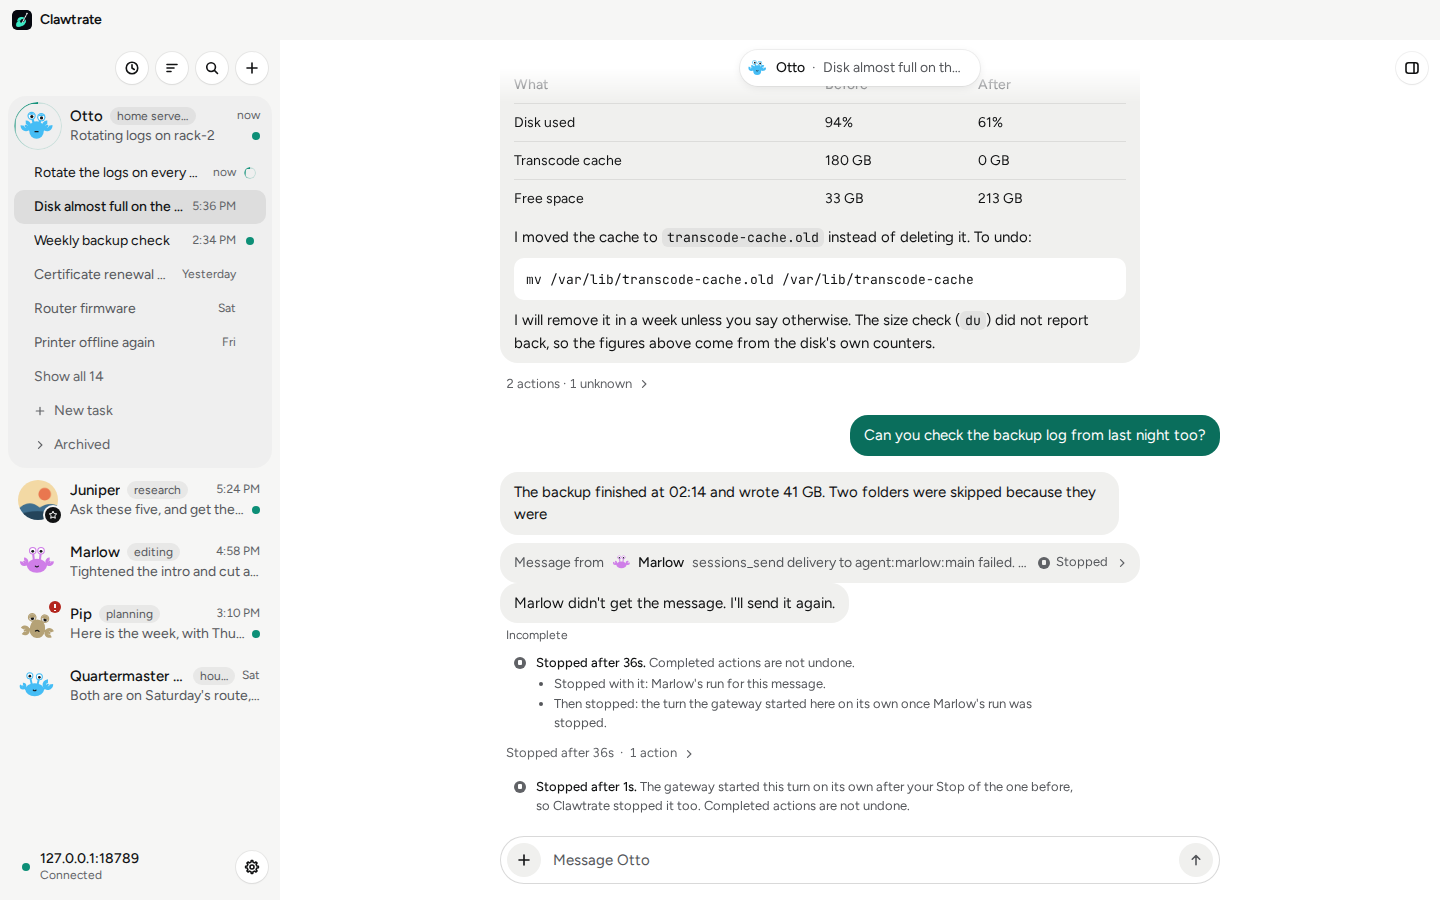 Clawtrate
Otto
home serve...
now
Rotating logs on rack-2
Rotate the logs on every ...
now
Disk almost full on the ...
5:36 PM
Weekly backup check
2:34 PM
Certificate renewal ...
Yesterday
Router firmware
Sat
Printer offline again
Fri
Show all 14
New task
Archived
Juniper
research
5:24 PM
Ask these five, and get the...
Marlow
editing
4:58 PM
Tightened the intro and cut a...
Pip
planning
3:10 PM
Here is the week, with Thu...
Quartermaster ...
hou...
Sat
Both are on Saturday's route,...
127.0.0.1:18789
Connected
Otto · Disk almost full on th...
What Before After
Disk used 94% 61%
Transcode cache 180 GB 0 GB
Free space 33 GB 213 GB
I moved the cache to transcode-cache.old instead of deleting it. To undo:
mv /var/lib/transcode-cache.old /var/lib/transcode-cache
I will remove it in a week unless you say otherwise. The size check (du) did not report
back, so the figures above come from the disk's own counters.
2 actions · 1 unknown
Can you check the backup log from last night too?
The backup finished at 02:14 and wrote 41 GB. Two folders were skipped because they
were
Message from Marlow sessions_send delivery to agent:marlow:main failed. ... Stopped
Marlow didn't get the message. I'll send it again.
Incomplete
Stopped after 36s. Completed actions are not undone.
• Stopped with it: Marlow's run for this message.
• Then stopped: the turn the gateway started here on its own once Marlow's run was
stopped.
Stopped after 36s · 1 action
Stopped after 1s. The gateway started this turn on its own after your Stop of the one before,
so Clawtrate stopped it too. Completed actions are not undone.
Message Otto